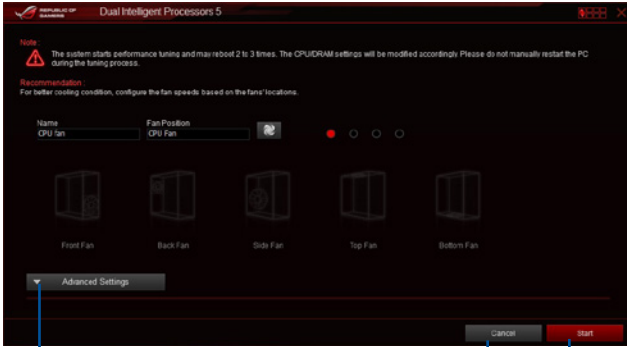 REPUBLIC OF
GAMERS
Dual Intelligent Processors 5
Note :
The system starts performance tuning and may reboot 2 to 3 times. The CPU/DRAM settings will be modified accordingly. Please do not manually restart the PC
during the tuning process.
Recommendation :
For better cooling condition, configure the fan speeds based on the fans' locations.
Name
Fan Position
CPU fan
CPU Fan
Front Fan
Back Fan
Side Fan
Top Fan
Bottom Fan
Advanced Settings
Cancel
Start